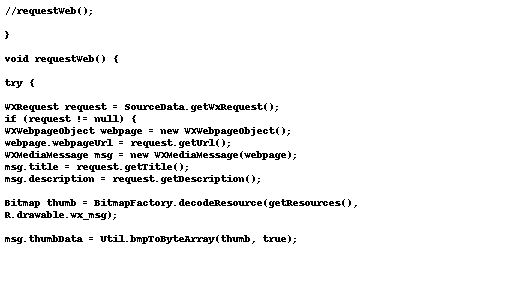 //requestWeb();
}
void requestWeb() {
try {
WXRequest request = SourceData.getWxRequest();
if (request != null) {
WXWebpageObject webpage = new WXWebpageObject();
webpage.webpageUrl = request.getUrl();
WXMediaMessage msg = new WXMediaMessage(webpage);
msg.title = request.getTitle();
msg.description = request.getDescription();
Bitmap thumb = BitmapFactory.decodeResource(getResources(),
R.drawable.wx_msg);
msg.thumbData = Util.bmpToByteArray(thumb, true);